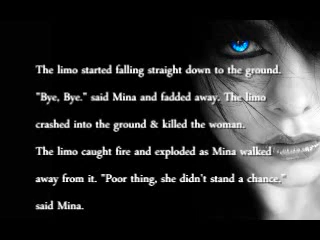 The limo started falling straight down to the ground.
"Bye, Bye." said Mina and fadded away. The limo
crashed into the ground & killed the woman.
The limo caught fire and exploded as Mina walked
away from it. "Poor thing, she didn't stand a chance."
said Mina.